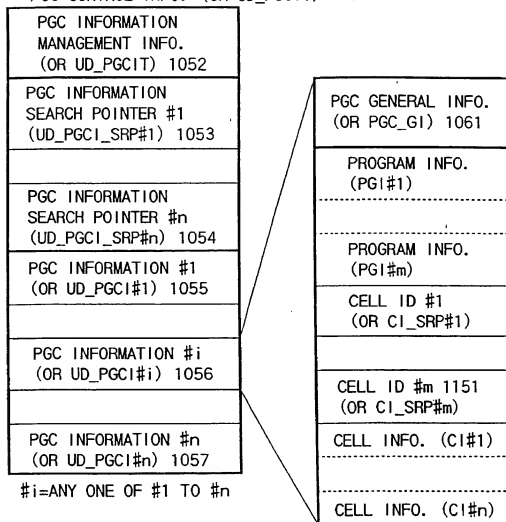 PGC INFORMATION
MANAGEMENT INFO.
(OR UD_PGCIT) 1052
PGC INFORMATION
SEARCH POINTER #1
(UD_PGCI_SRP#1) 1053
PGC INFORMATION
SEARCH POINTER #n
(UD_PGCI_SRP#n) 1054
PGC INFORMATION #1
(OR UD_PGCI#1) 1055
PGC INFORMATION #i
(OR UD_PGCI#i) 1056
PGC INFORMATION #n
(OR UD_PGCI#n) 1057
#i=ANY ONE OF #1 TO #n
PGC GENERAL INFO.
(OR PGC_GI) 1061
PROGRAM INFO.
(PGI#1)
PROGRAM INFO.
(PGI#m)
CELL ID #1
(OR CI_SRP#1)
CELL ID #m 1151
(OR CI_SRP#m)
CELL INFO. (CI#1)
CELL INFO. (CI#n)